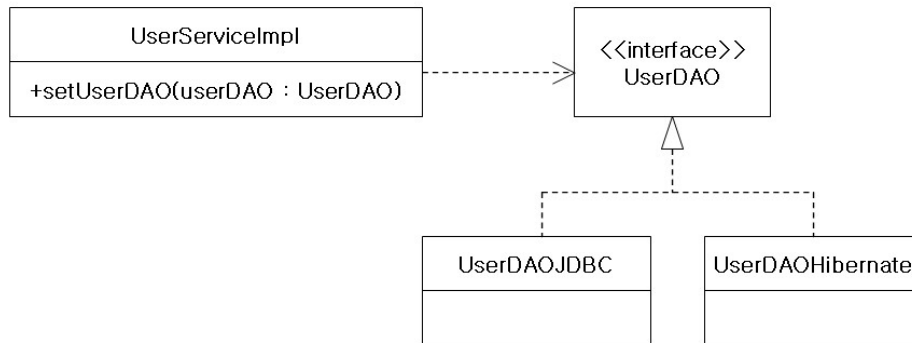 UserServiceImpl
+setUserDAO(userDAO : UserDAO)
<<interface>>
UserDAO
UserDAOJDBC
UserDAOHibernate